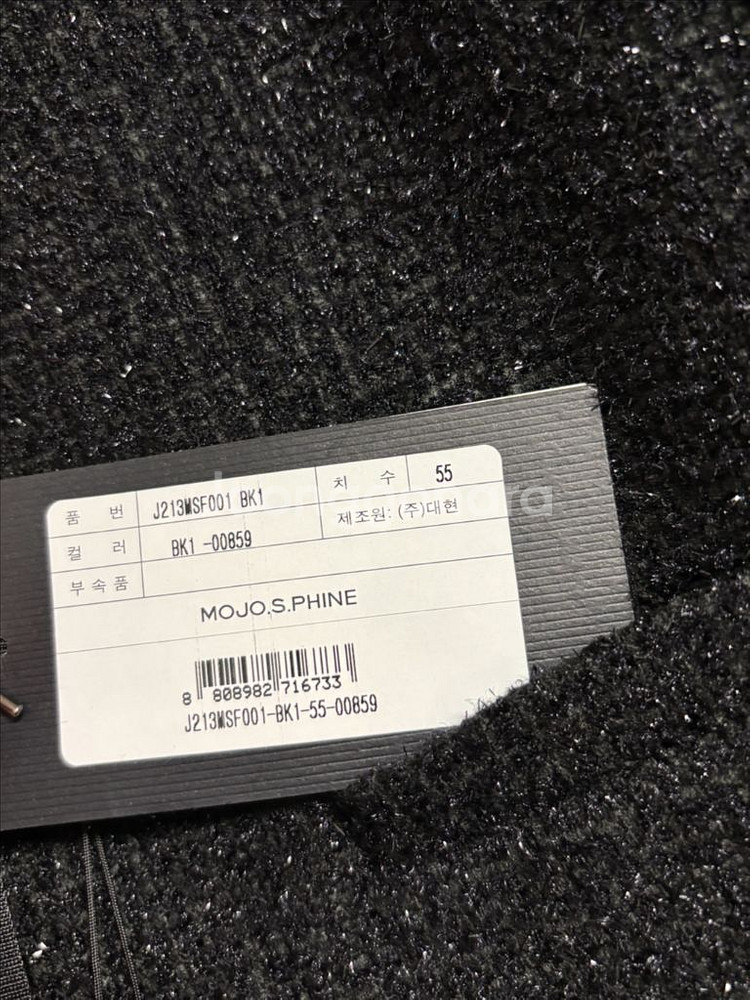 품 번 J213MSF001 BK1 치 수 55
컬 러 BK1 -00859 제조원: (주)대현
부속품
MOJO.S.PHINE
8 808982 716733
J213MSF001-BK1-55-00859